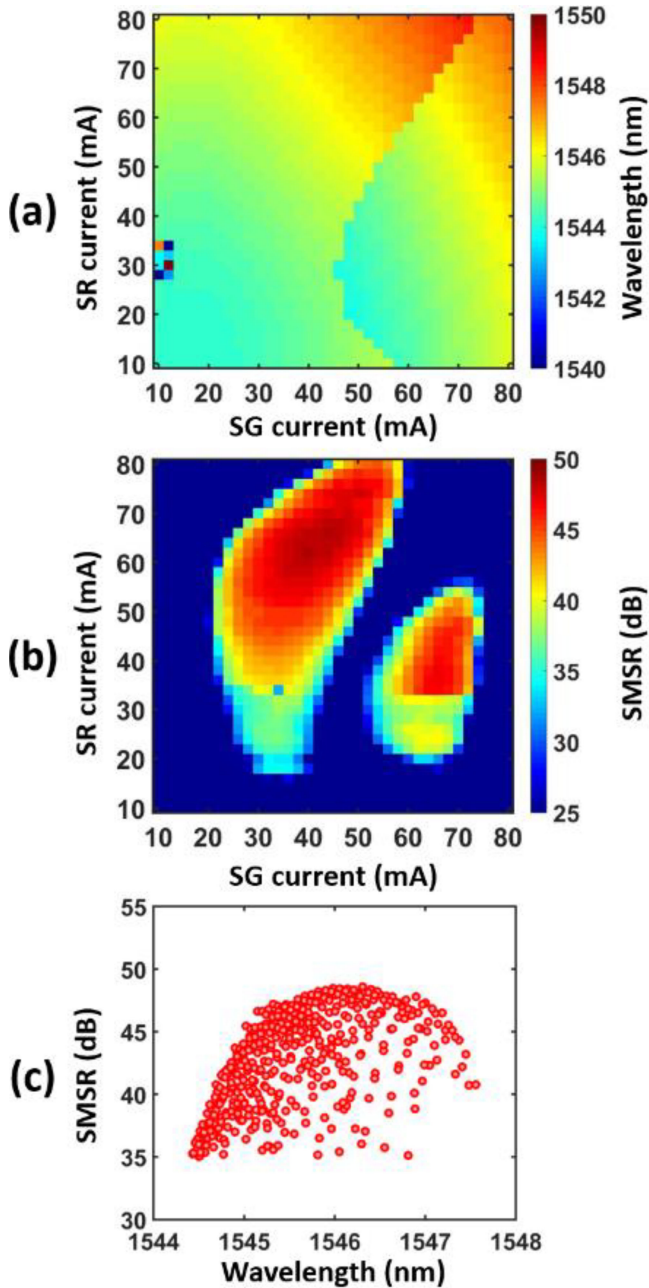 (a)
SR current (mA)
80
70
60
50
40
30
20
10
10 20 30 40 50 60 70 80
SG current (mA)
1550
1548
1546
1544
1542
1540
Wavelength (nm)
(b)
SR current (mA)
80
70
60
50
40
30
20
10
10 20 30 40 50 60 70 80
SG current (mA)
50
45
40
35
30
25
SMSR (dB)
(c)
SMSR (dB)
55
50
45
40
35
30
1544 1545 1546 1547 1548
Wavelength (nm)